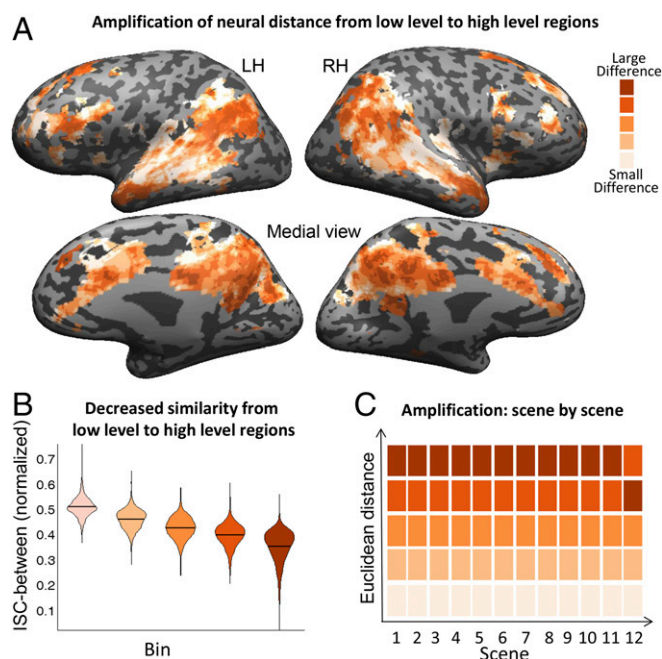 Amplification of neural distance from low level to high level regions
A
LH
RH
Large
Difference
Small
Difference
Medial view
B
Decreased similarity from
low level to high level regions
ISC-between (normalized)
0.7
0.6
0.5
0.4
0.3
0.2
0.1
Bin
C
Amplification: scene by scene
Euclidean distance
1 2 3 4 5 6 7 8 9 10 11 12
Scene